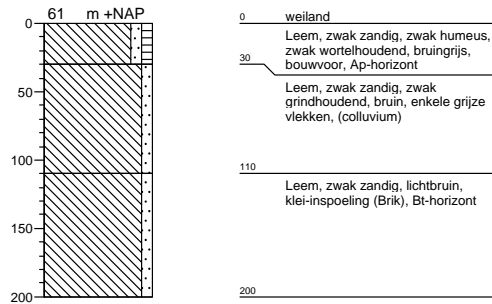 61 m +NAP
0
50
100
150
200
0 weiland
Leem, zwak zandig, zwak humeus,
zwak wortelhoudend, bruingrijs,
bouwvoor, Ap-horizont
30
Leem, zwak zandig, zwak
grindhoudend, bruin, enkele grijze
vlekken, (colluvium)
110
Leem, zwak zandig, lichtbruin,
klei-inspoeling (Brik), Bt-horizont
200